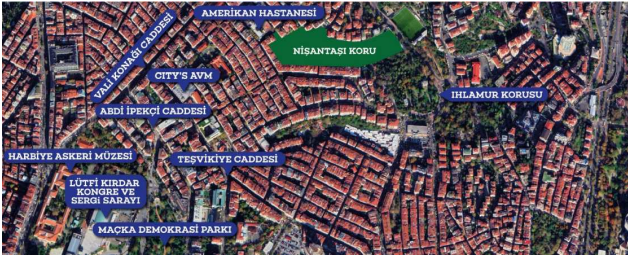 AMERİKAN HASTANESİ
VALİ KONAĞI CADDESİ
NİŞANTAŞI KORU
CITY'S AVM
IHLAMUR KORUSU
ABDİ İPEKÇİ CADDESİ
HARBİYE ASKERİ MÜZESİ
TEŞVİKİYE CADDESİ
LÜTFİ KIRDAR
KONGRE VE
SERGİ SARAYI
MAÇKA DEMOKRASİ PARKI